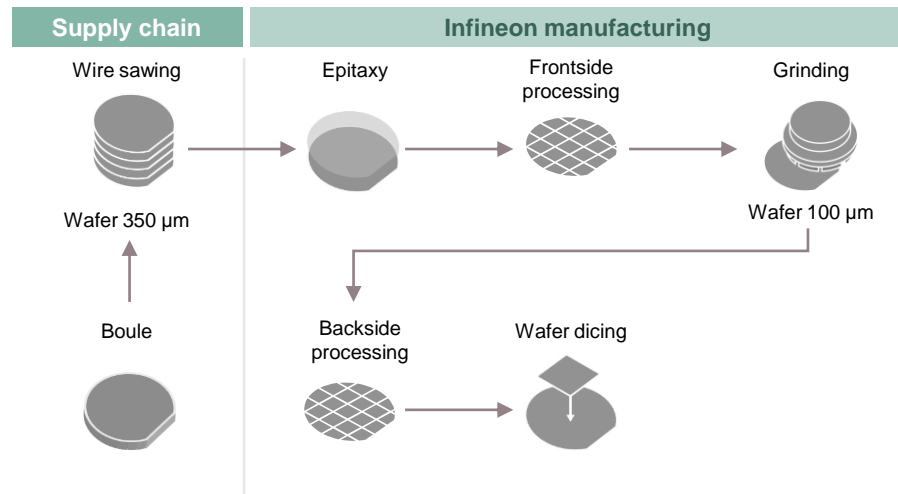 Supply chain
Infineon manufacturing
Wire sawing
Epitaxy
Frontside
processing
Grinding
Wafer 350 µm
Wafer 100 µm
Boule
Backside
processing
Wafer dicing